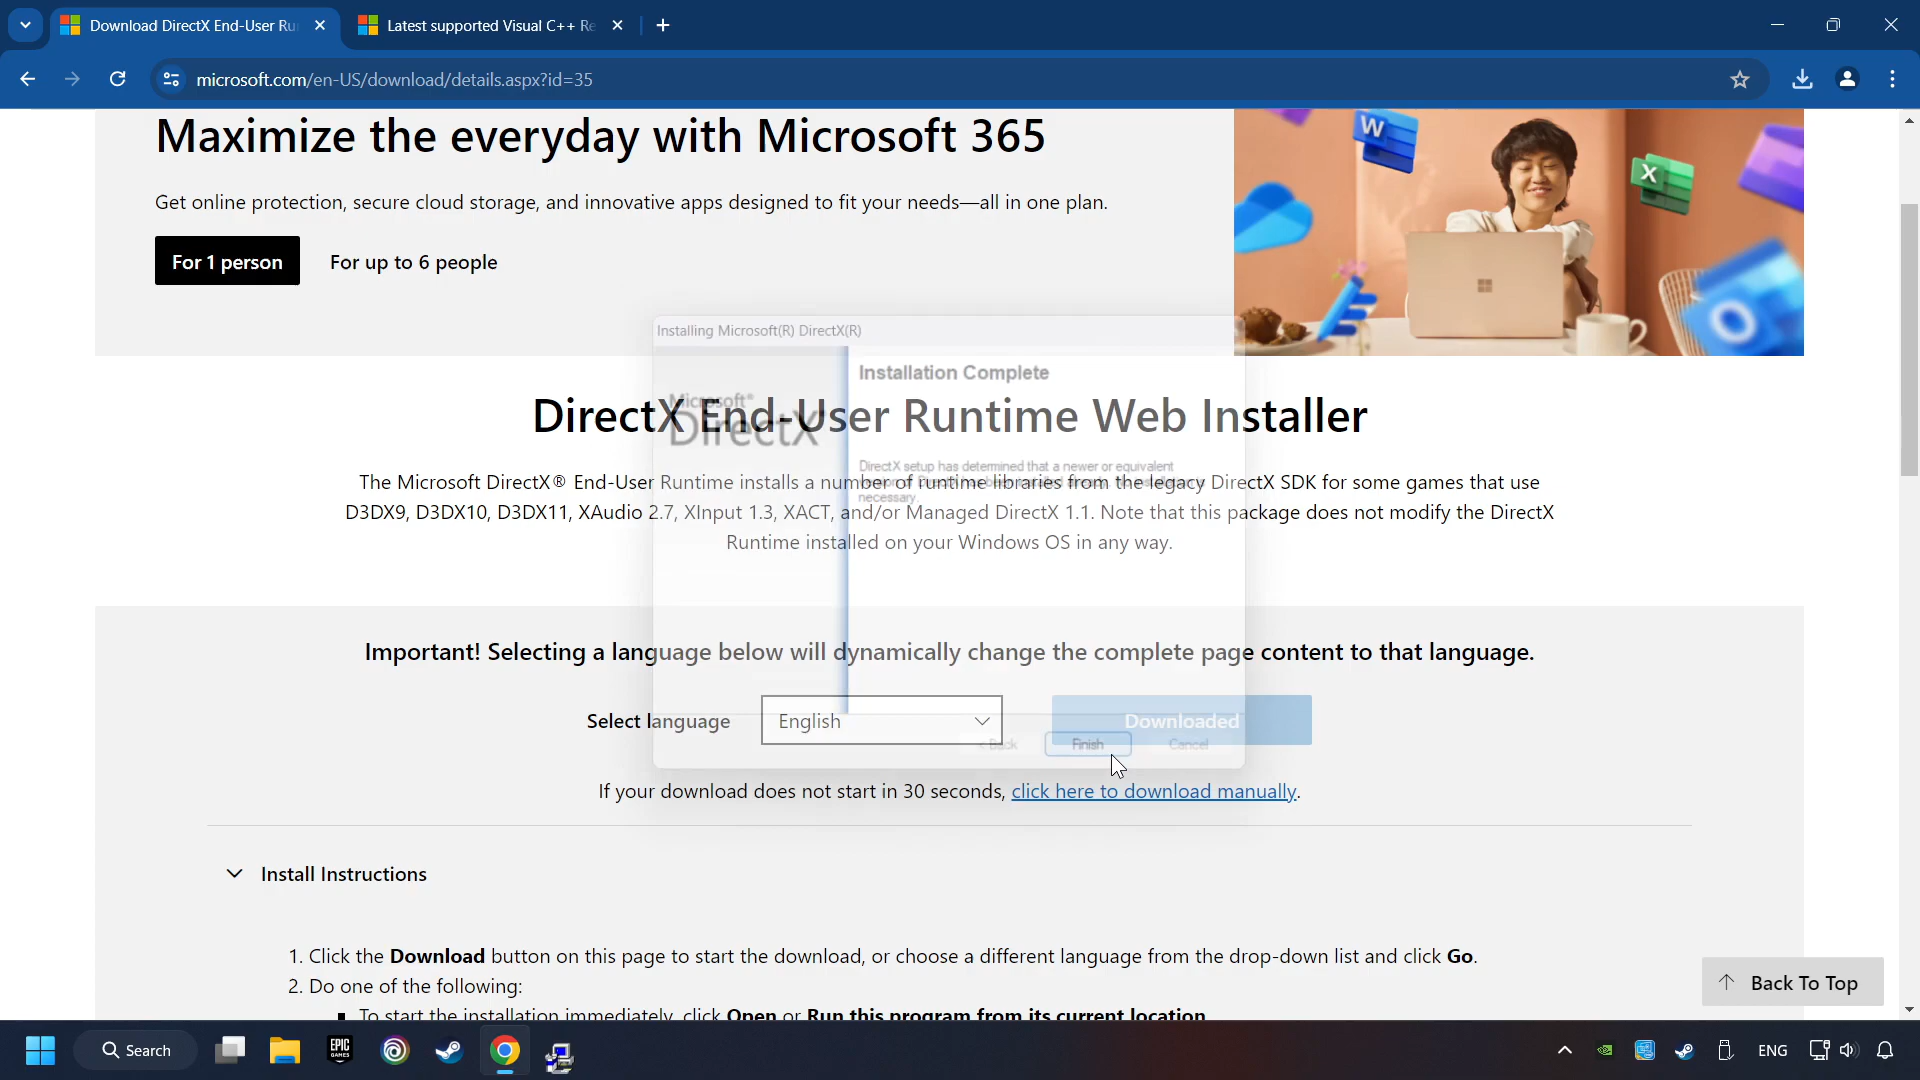 Download DirectX End-User Ru
Latest supported Visual C++ Re
microsoft.com/en-US/download/details.aspx?id=35
Maximize the everyday with Microsoft 365
Get online protection, secure cloud storage, and innovative apps designed to fit your needs—all in one plan.
For 1 person
For up to 6 people
Installing Microsoft(R) DirectX(R)
Installation Complete
Microsoft®
DirectX
DirectX End-User Runtime Web Installer
DirectX setup has determined that a newer or equivalent
necessary.
The Microsoft DirectX® End-User Runtime installs a number of runtime libraries from the legacy DirectX SDK for some games that use
D3DX9, D3DX10, D3DX11, XAudio 2.7, XInput 1.3, XACT, and/or Managed DirectX 1.1. Note that this package does not modify the DirectX
Runtime installed on your Windows OS in any way.
Important! Selecting a language below will dynamically change the complete page content to that language.
Select language
English
Downloaded
< Back
Finish
Cancel
If your download does not start in 30 seconds, click here to download manually.
Install Instructions
1. Click the Download button on this page to start the download, or choose a different language from the drop-down list and click Go.
2. Do one of the following:
To start the installation immediately, click Open or Run this program from its current location
Back To Top
Search
EPIC
GAMES
ENG